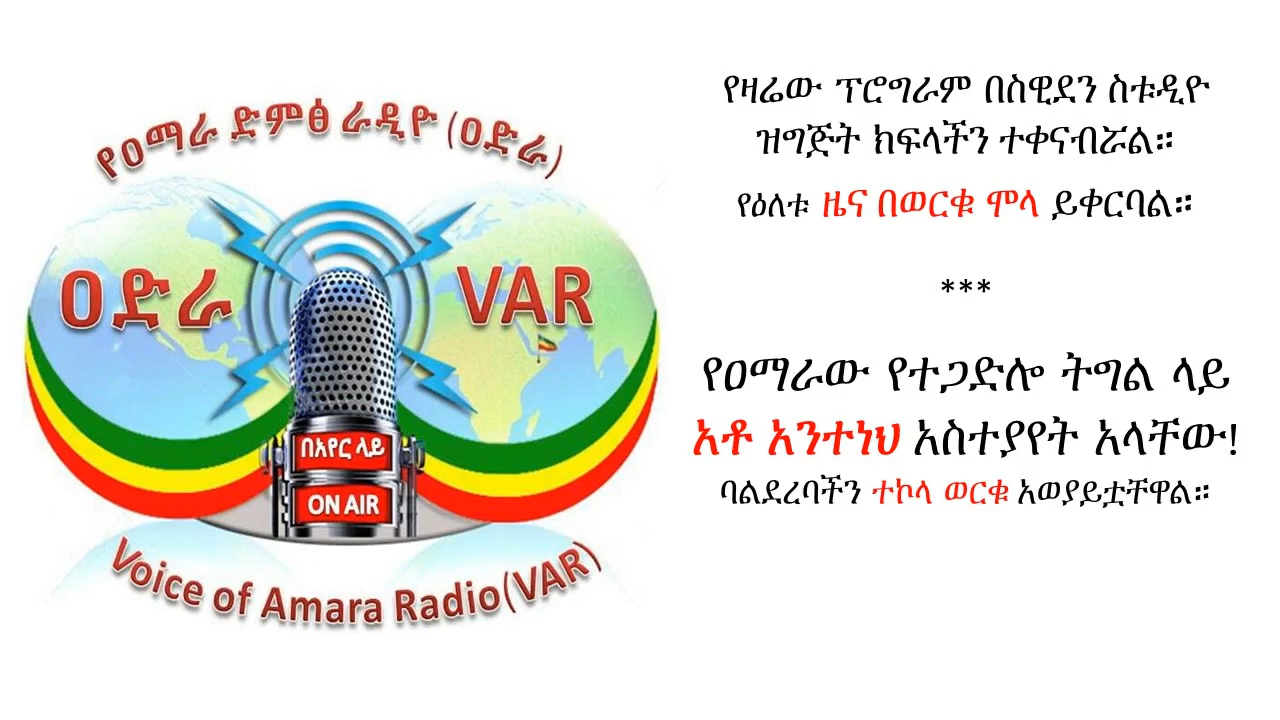 የዐማራ ድምፅ ራዲዮ (ዐድራ)
ዐድራ
VAR
በአየር ላይ
ON AIR
Voice of Amara Radio(VAR)
የዛሬው ፕሮግራም በስዊደን ስቱዲዮ
ዝግጅት ክፍላችን ተቀናብሯል።
የዕለቱ ዜና በወርቁ ሞላ ይቀርባል።
***
የዐማራው የተጋድሎ ትግል ላይ
አቶ አንተነህ አስተያየት አላቸው!
ባልደረባችን ተኮላ ወርቁ አወያይቷቸዋል።